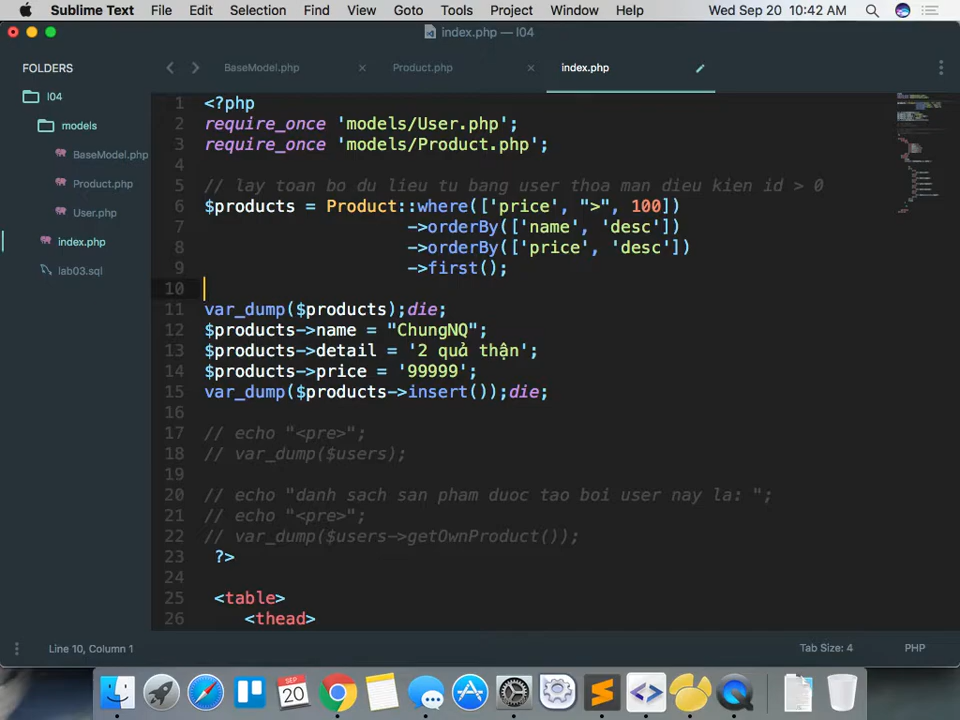 Sublime Text File Edit Selection Find View Goto Tools Project Window Help Wed Sep 20 10:42 AM
index.php — l04
FOLDERS
l04
models
BaseModel.php
Product.php
User.php
index.php
lab03.sql
BaseModel.php × Product.php × index.php
1 <?php
2 require_once 'models/User.php';
3 require_once 'models/Product.php';
4
5 // lay toan bo du lieu tu bang user thoa man dieu kien id > 0
6 $products = Product::where(['price', ">", 100])
7 ->orderBy(['name', 'desc'])
8 ->orderBy(['price', 'desc'])
9 ->first();
10
11 var_dump($products);die;
12 $products->name = "ChungNQ";
13 $products->detail = '2 quả thận';
14 $products->price = '99999';
15 var_dump($products->insert());die;
16
17 // echo "<pre>";
18 // var_dump($users);
19
20 // echo "danh sach san pham duoc tao boi user nay la: ";
21 // echo "<pre>";
22 // var_dump($users->getOwnProduct());
23 ?>
24
25 <table>
26 <thead>
Line 10, Column 1 Tab Size: 4 PHP
SEP
20